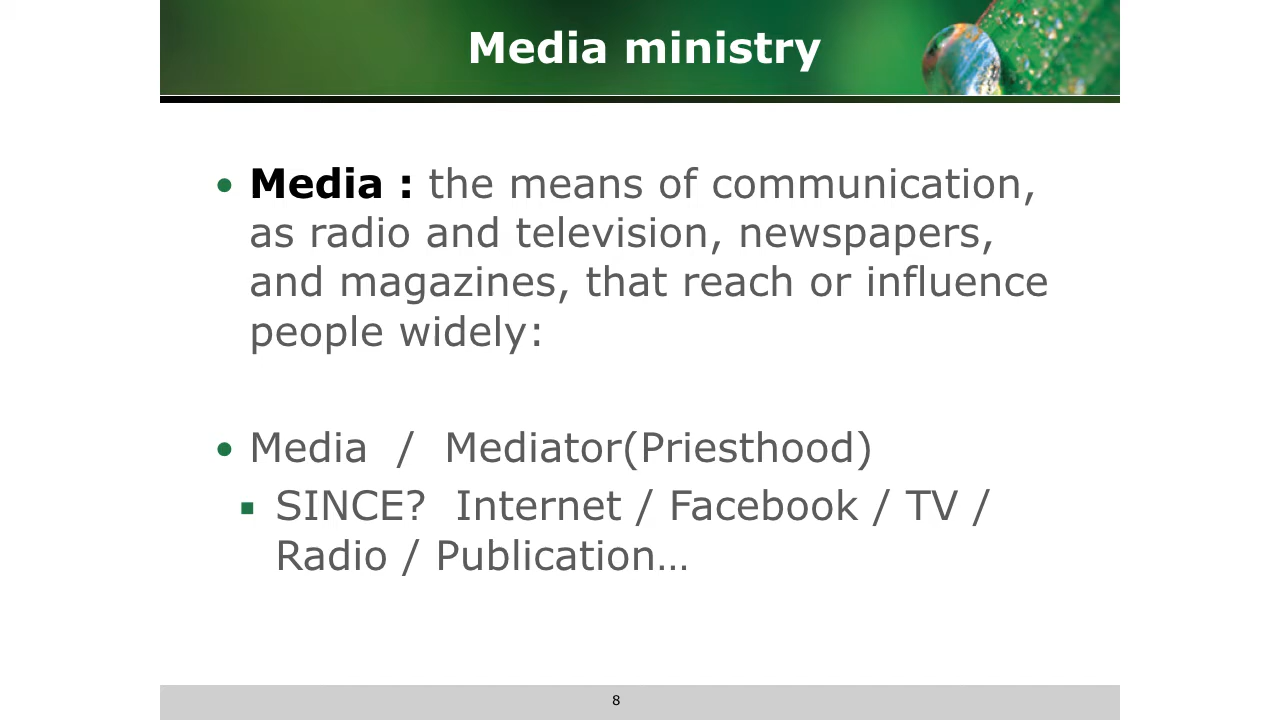 Media ministry
• Media : the means of communication,
as radio and television, newspapers,
and magazines, that reach or influence
people widely:
• Media / Mediator(Priesthood)
▪ SINCE? Internet / Facebook / TV /
Radio / Publication…
8